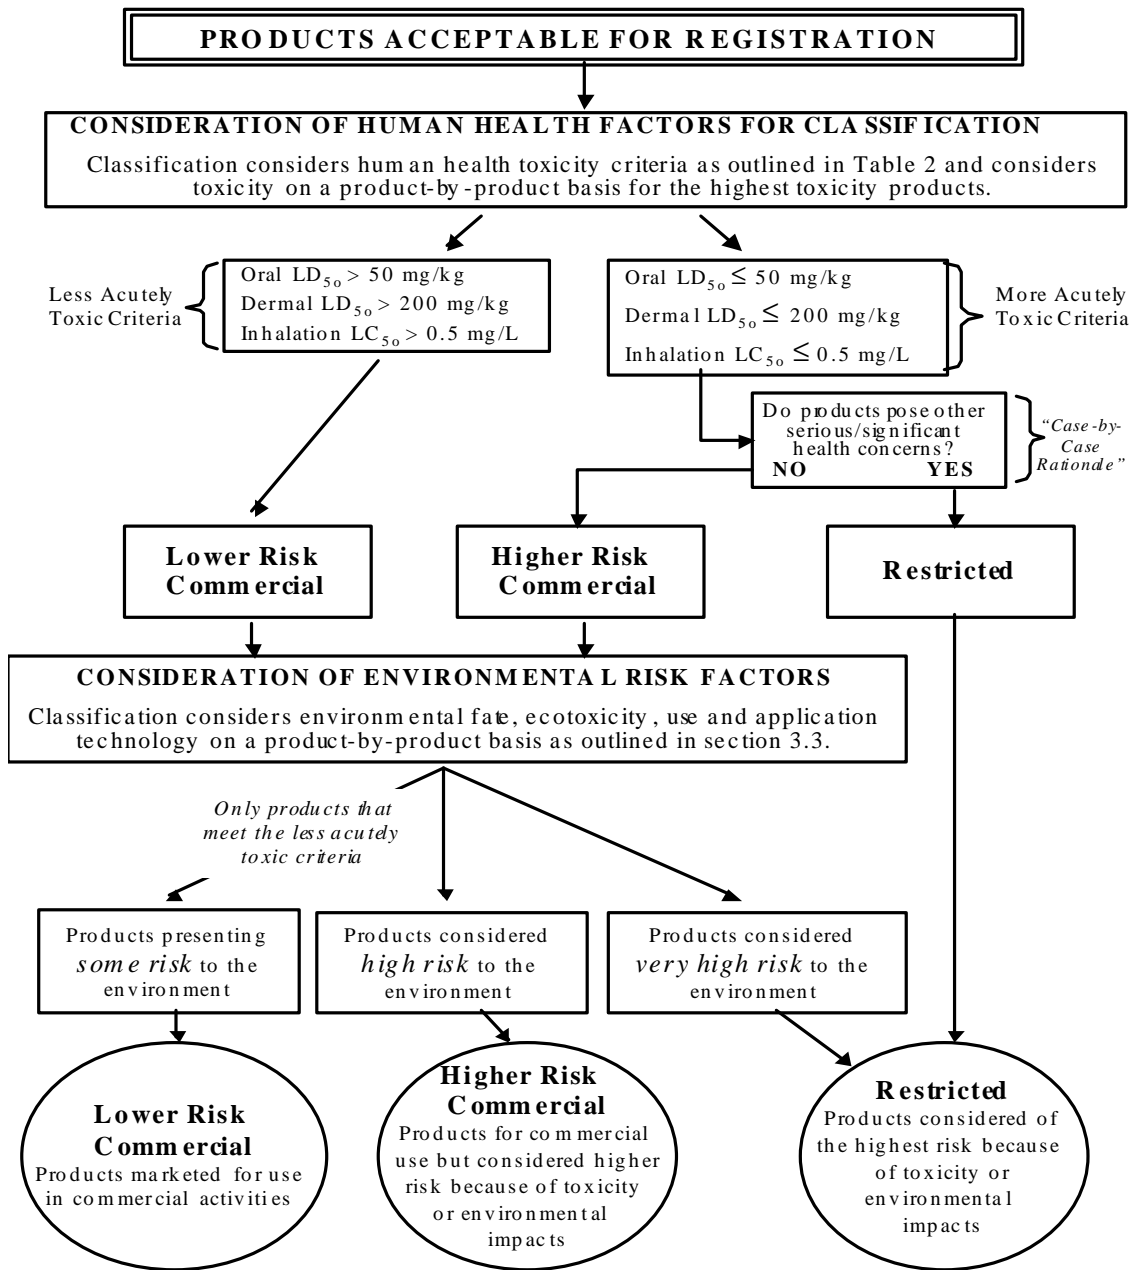 PRODUCTS ACCEPTABLE FOR REGISTRATION
CONSIDERATION OF HUMAN HEALTH FACTORS FOR CLASSIFICATION
Classification considers human health toxicity criteria as outlined in Table 2 and considers
toxicity on a product-by-product basis for the highest toxicity products.
Less Acutely
Toxic Criteria
Oral LD50 > 50 mg/kg
Dermal LD50 > 200 mg/kg
Inhalation LC50 > 0.5 mg/L
Oral LD50 ≤ 50 mg/kg
Dermal LD50 ≤ 200 mg/kg
Inhalation LC50 ≤ 0.5 mg/L
More Acutely
Toxic Criteria
Do products pose other
serious/significant
health concerns?
NO YES
“Case-by-
Case
Rationale”
Lower Risk
Commercial
Higher Risk
Commercial
Restricted
CONSIDERATION OF ENVIRONMENTAL RISK FACTORS
Classification considers environmental fate, ecotoxicity, use and application
technology on a product-by-product basis as outlined in section 3.3.
Only products that
meet the less acutely
toxic criteria
Products presenting
some risk to the
environment
Products considered
high risk to the
environment
Products considered
very high risk to the
environment
Lower Risk
Commercial
Products marketed for use
in commercial activities
Higher Risk
Commercial
Products for commercial
use but considered higher
risk because of toxicity
or environmental
impacts
Restricted
Products considered of
the highest risk because
of toxicity or
environmental
impacts